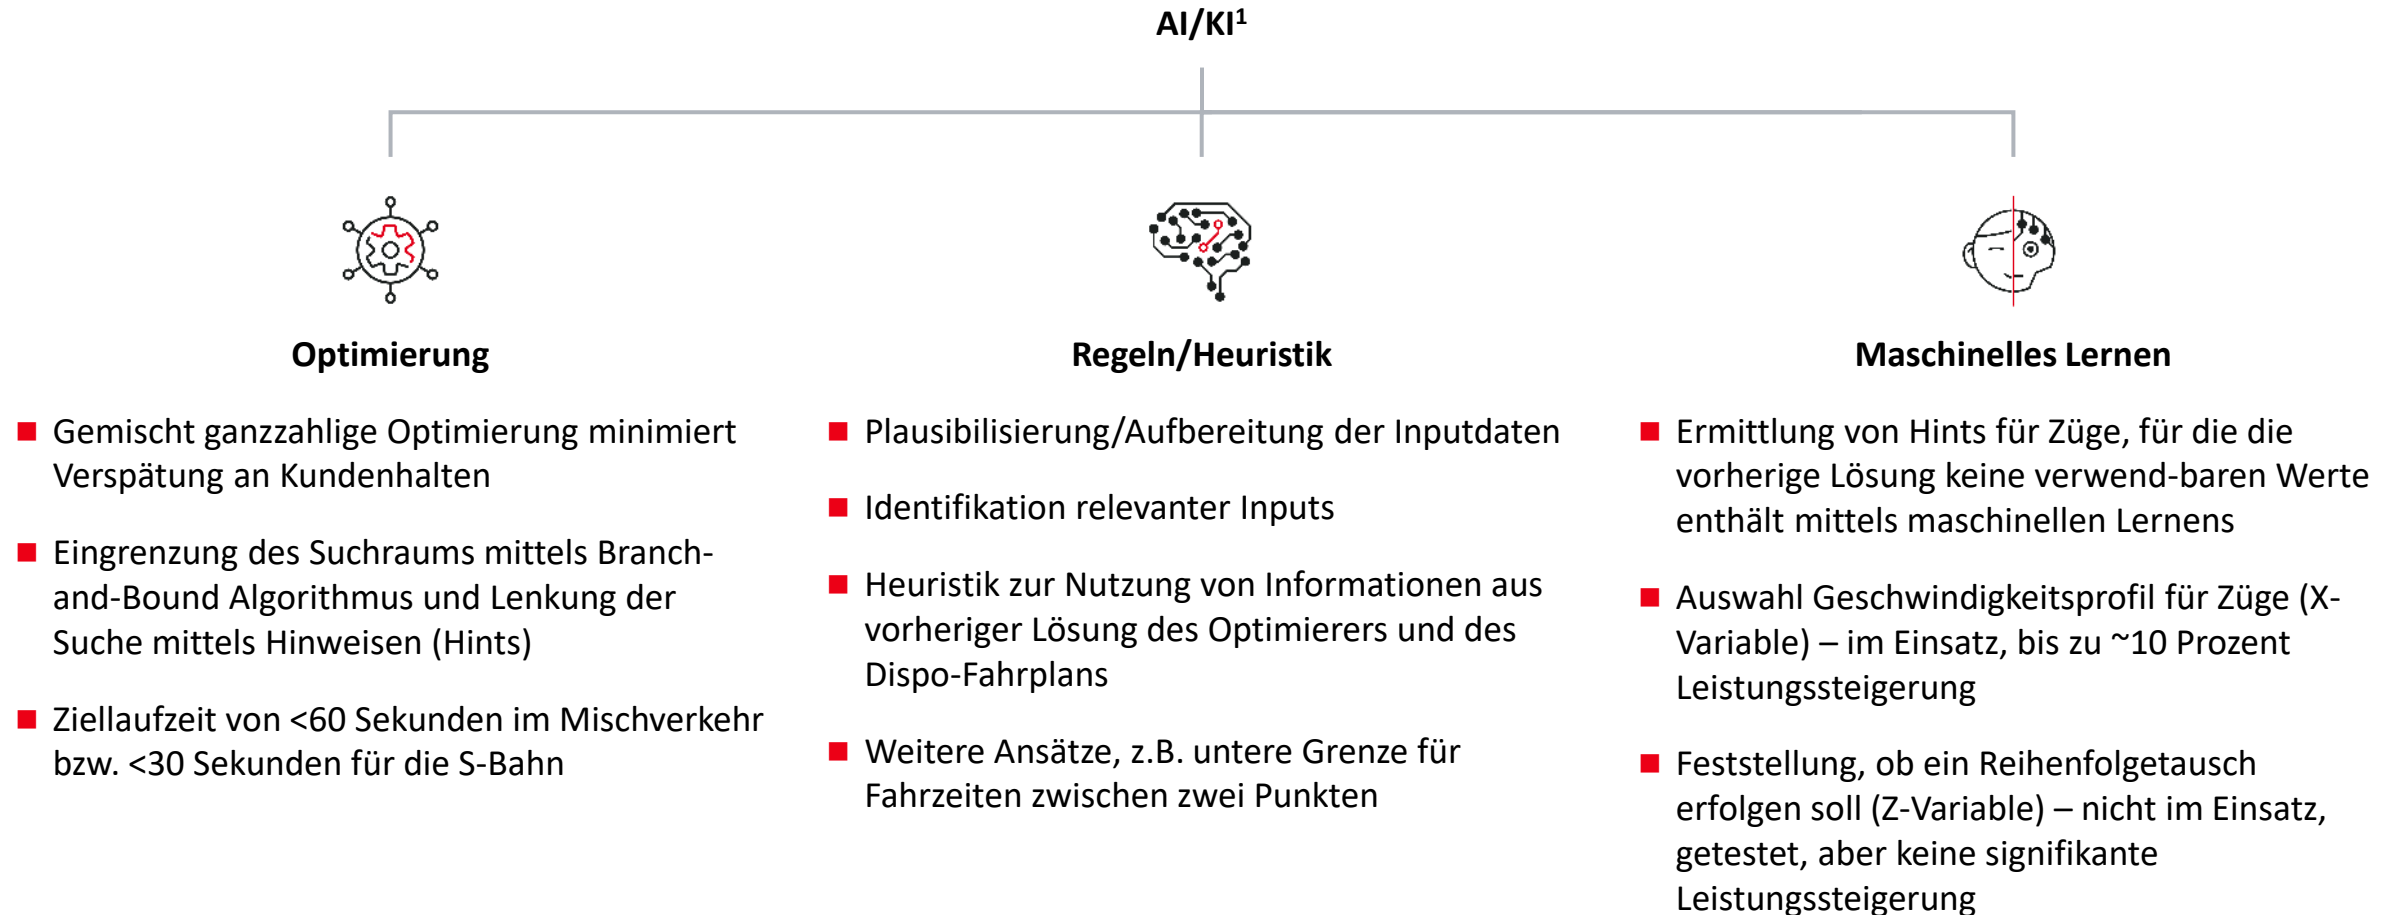 AI/KI¹
Optimierung
Gemischt ganzzahlige Optimierung minimiert
Verspätung an Kundenhalten
Eingrenzung des Suchraums mittels Branch-
and-Bound Algorithmus und Lenkung der
Suche mittels Hinweisen (Hints)
Ziellaufzeit von <60 Sekunden im Mischverkehr
bzw. <30 Sekunden für die S-Bahn
Regeln/Heuristik
Plausibilisierung/Aufbereitung der Inputdaten
Identifikation relevanter Inputs
Heuristik zur Nutzung von Informationen aus
vorheriger Lösung des Optimierers und des
Dispo-Fahrplans
Weitere Ansätze, z.B. untere Grenze für
Fahrzeiten zwischen zwei Punkten
Maschinelles Lernen
Ermittlung von Hints für Züge, für die die
vorherige Lösung keine verwend-baren Werte
enthält mittels maschinellen Lernens
Auswahl Geschwindigkeitsprofil für Züge (X-
Variable) – im Einsatz, bis zu ~10 Prozent
Leistungssteigerung
Feststellung, ob ein Reihenfolgetausch
erfolgen soll (Z-Variable) – nicht im Einsatz,
getestet, aber keine signifikante
Leistungssteigerung